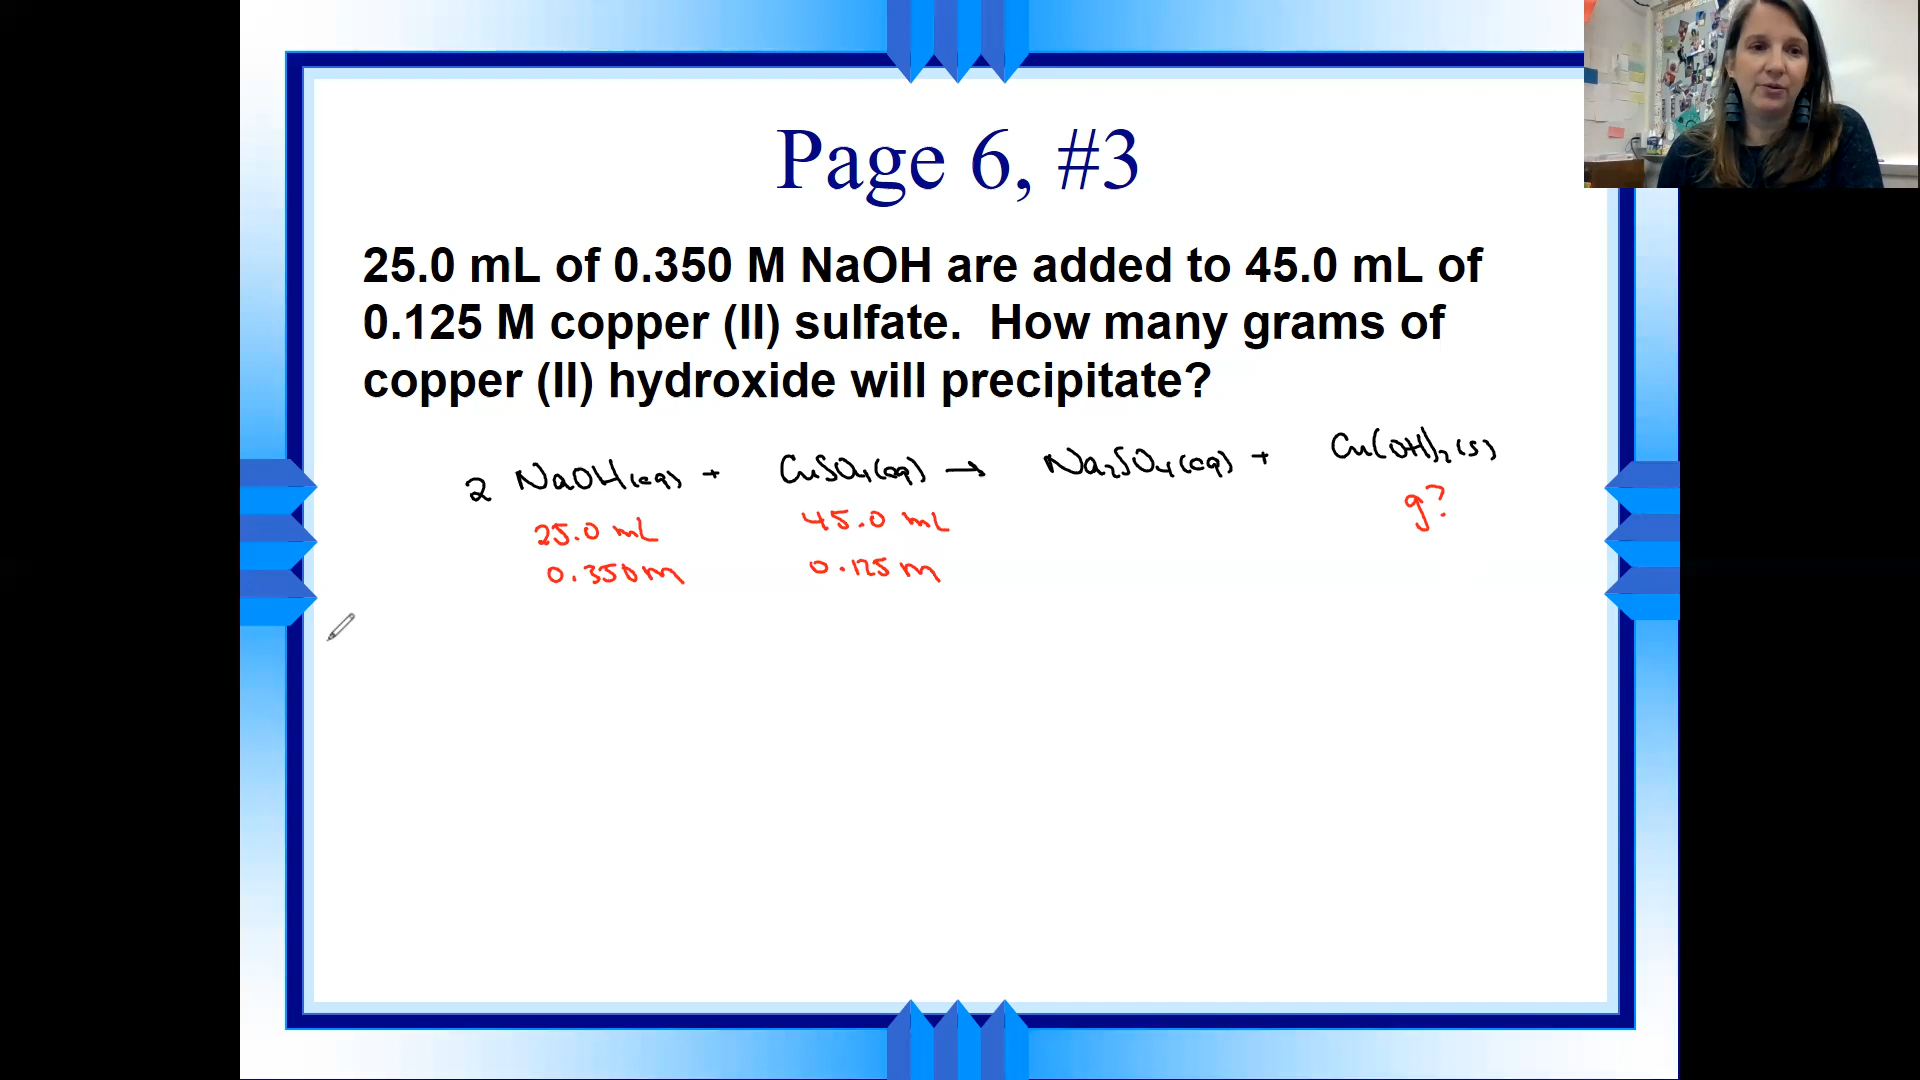 Page 6, #3
25.0 mL of 0.350 M NaOH are added to 45.0 mL of
0.125 M copper (II) sulfate.  How many grams of
copper (II) hydroxide will precipitate?
2 NaOH(aq) + CuSO₄(aq) → Na₂SO₄(aq) + Cu(OH)₂(s)
25.0 mL 45.0 mL g?
0.350 M 0.125 M